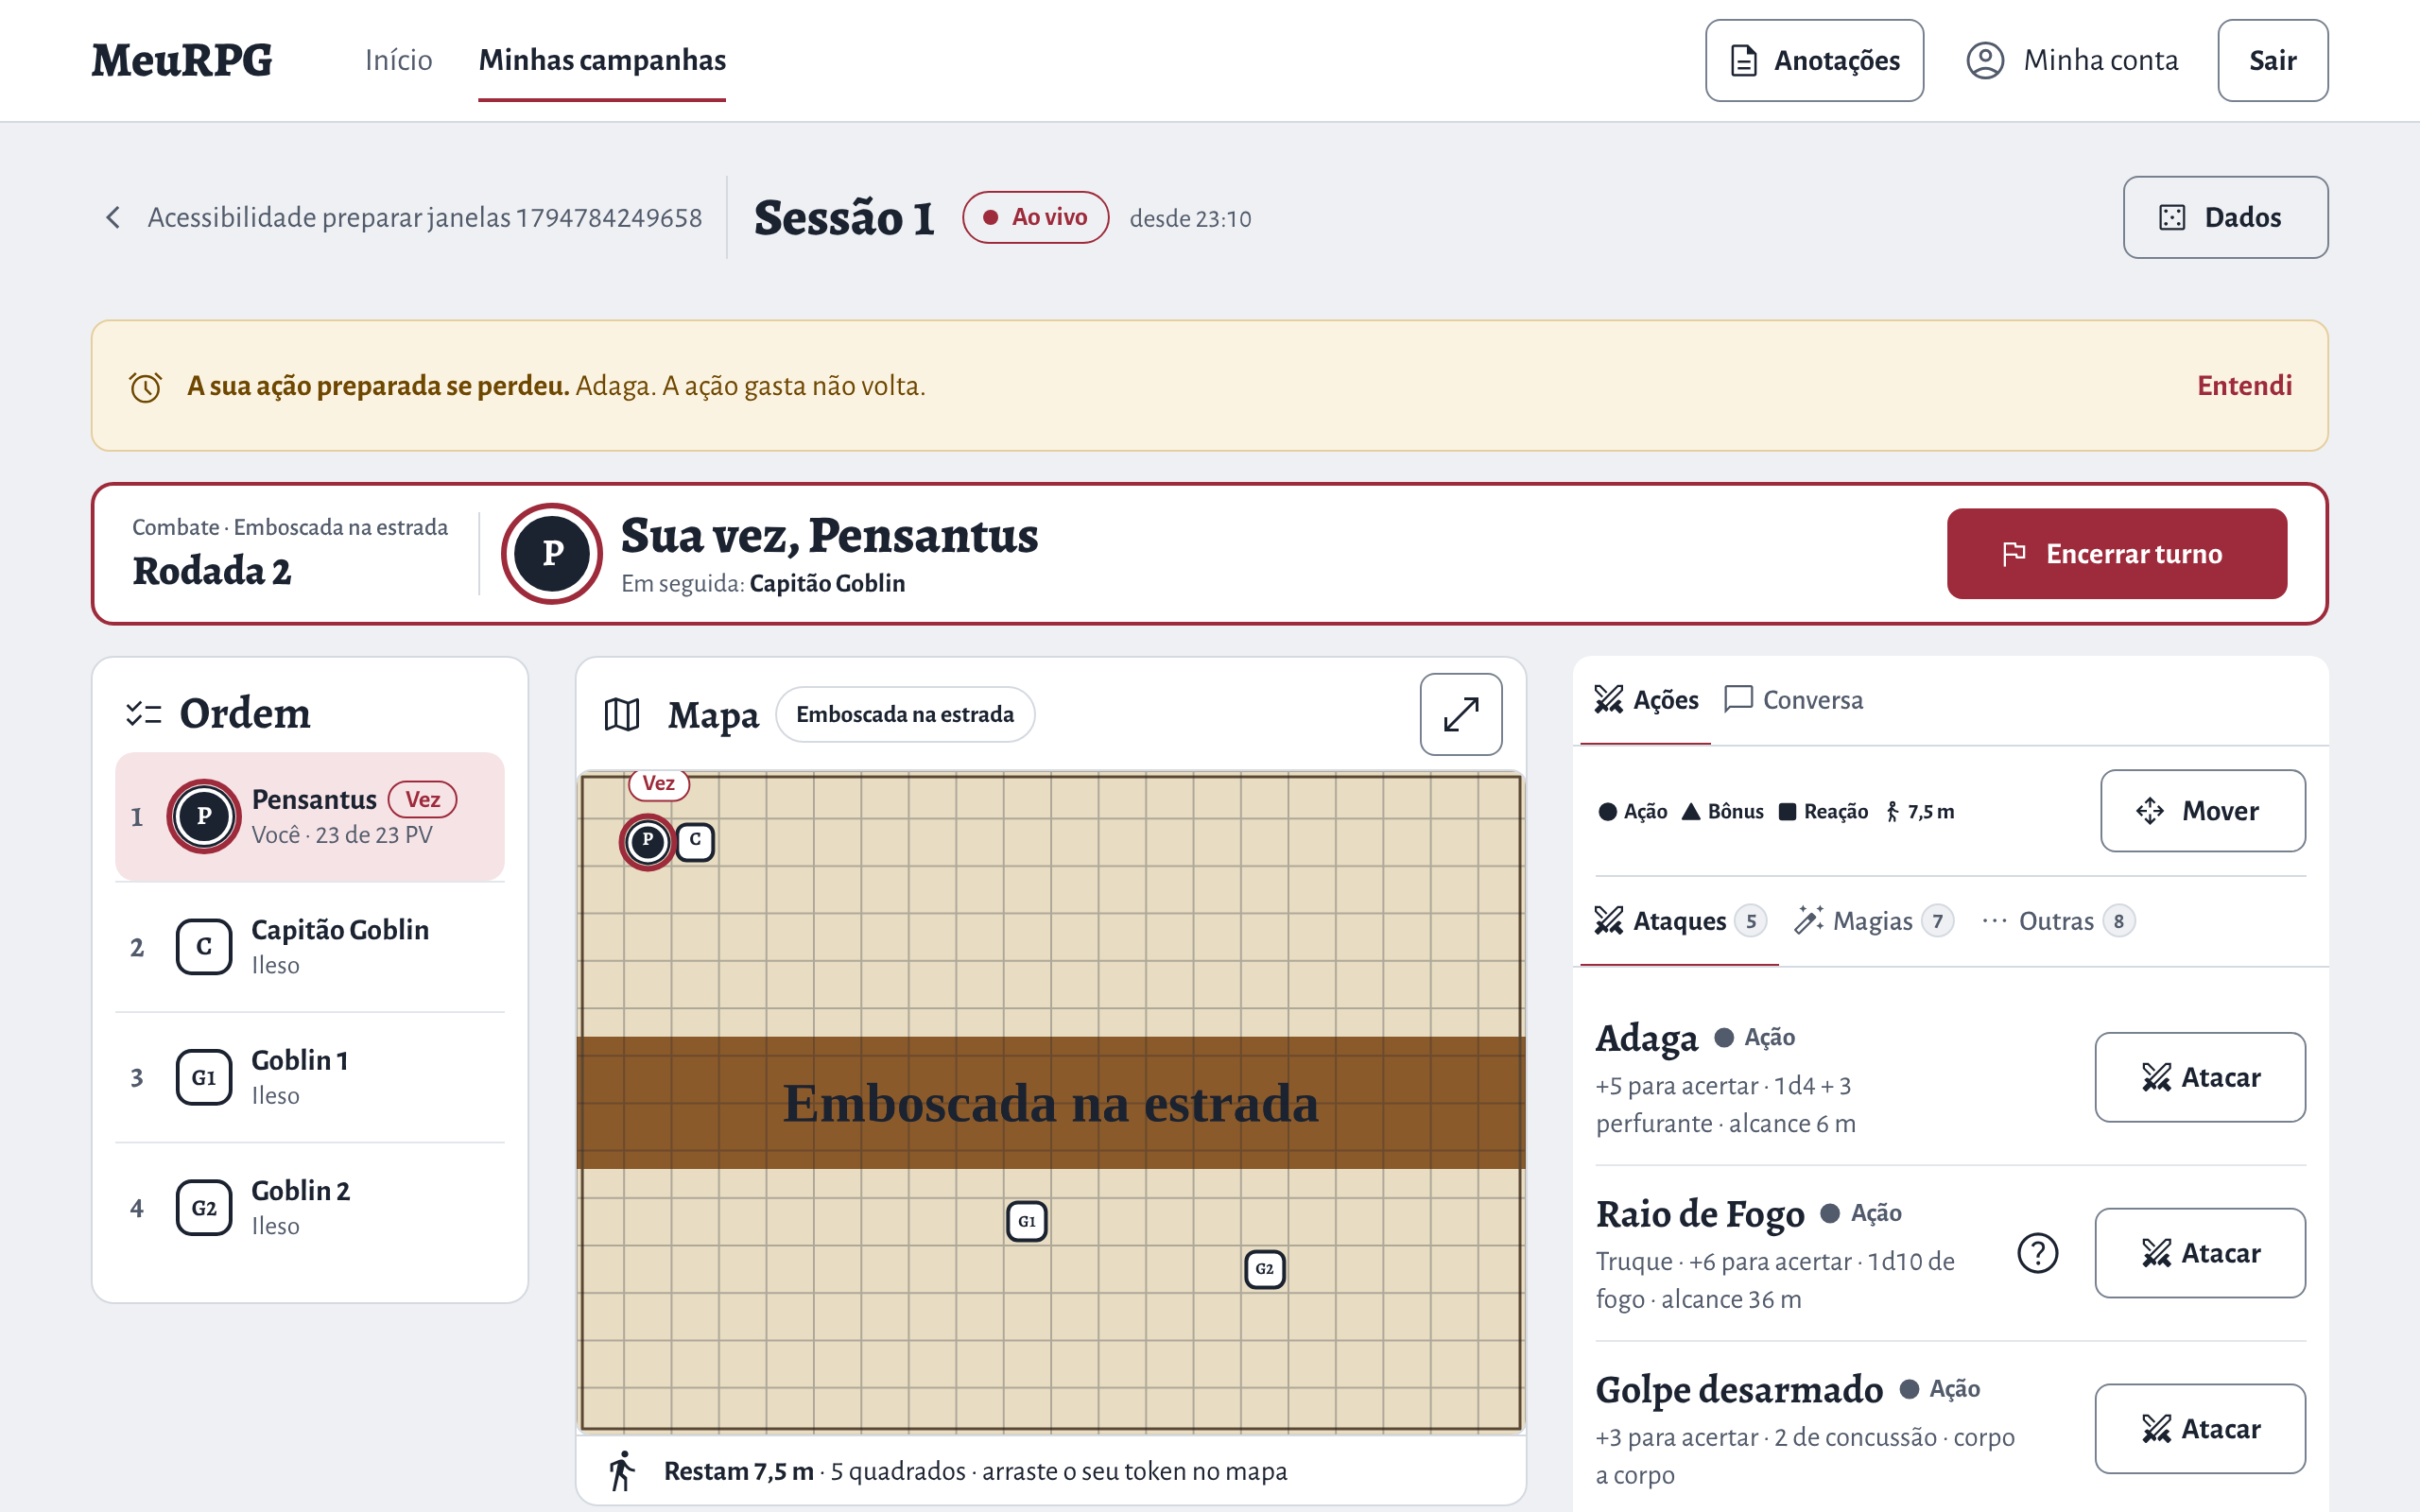 MeuRPG
Início
Minhas campanhas
Anotações
Minha conta
Sair
Acessibilidade preparar janelas 1794784249658
Sessão 1
Ao vivo
desde 23:10
Dados
A sua ação preparada se perdeu. Adaga. A ação gasta não volta.
Entendi
Combate · Emboscada na estrada
Rodada 2
P
Sua vez, Pensantus
Em seguida: Capitão Goblin
Encerrar turno
Ordem
1
P
Pensantus
Vez
Você · 23 de 23 PV
2
C
Capitão Goblin
Ileso
3
G1
Goblin 1
Ileso
4
G2
Goblin 2
Ileso
Mapa
Emboscada na estrada
Vez
P
C
Emboscada na estrada
G1
G2
Restam 7,5 m · 5 quadrados · arraste o seu token no mapa
Ações
Conversa
Ação
Bônus
Reação
7,5 m
Mover
Ataques 5
Magias 7
Outras 8
Adaga
Ação
+5 para acertar · 1d4 + 3
perfurante · alcance 6 m
Atacar
Raio de Fogo
Ação
Truque · +6 para acertar · 1d10 de
fogo · alcance 36 m
?
Atacar
Golpe desarmado
Ação
+3 para acertar · 2 de concussão · corpo
a corpo
Atacar